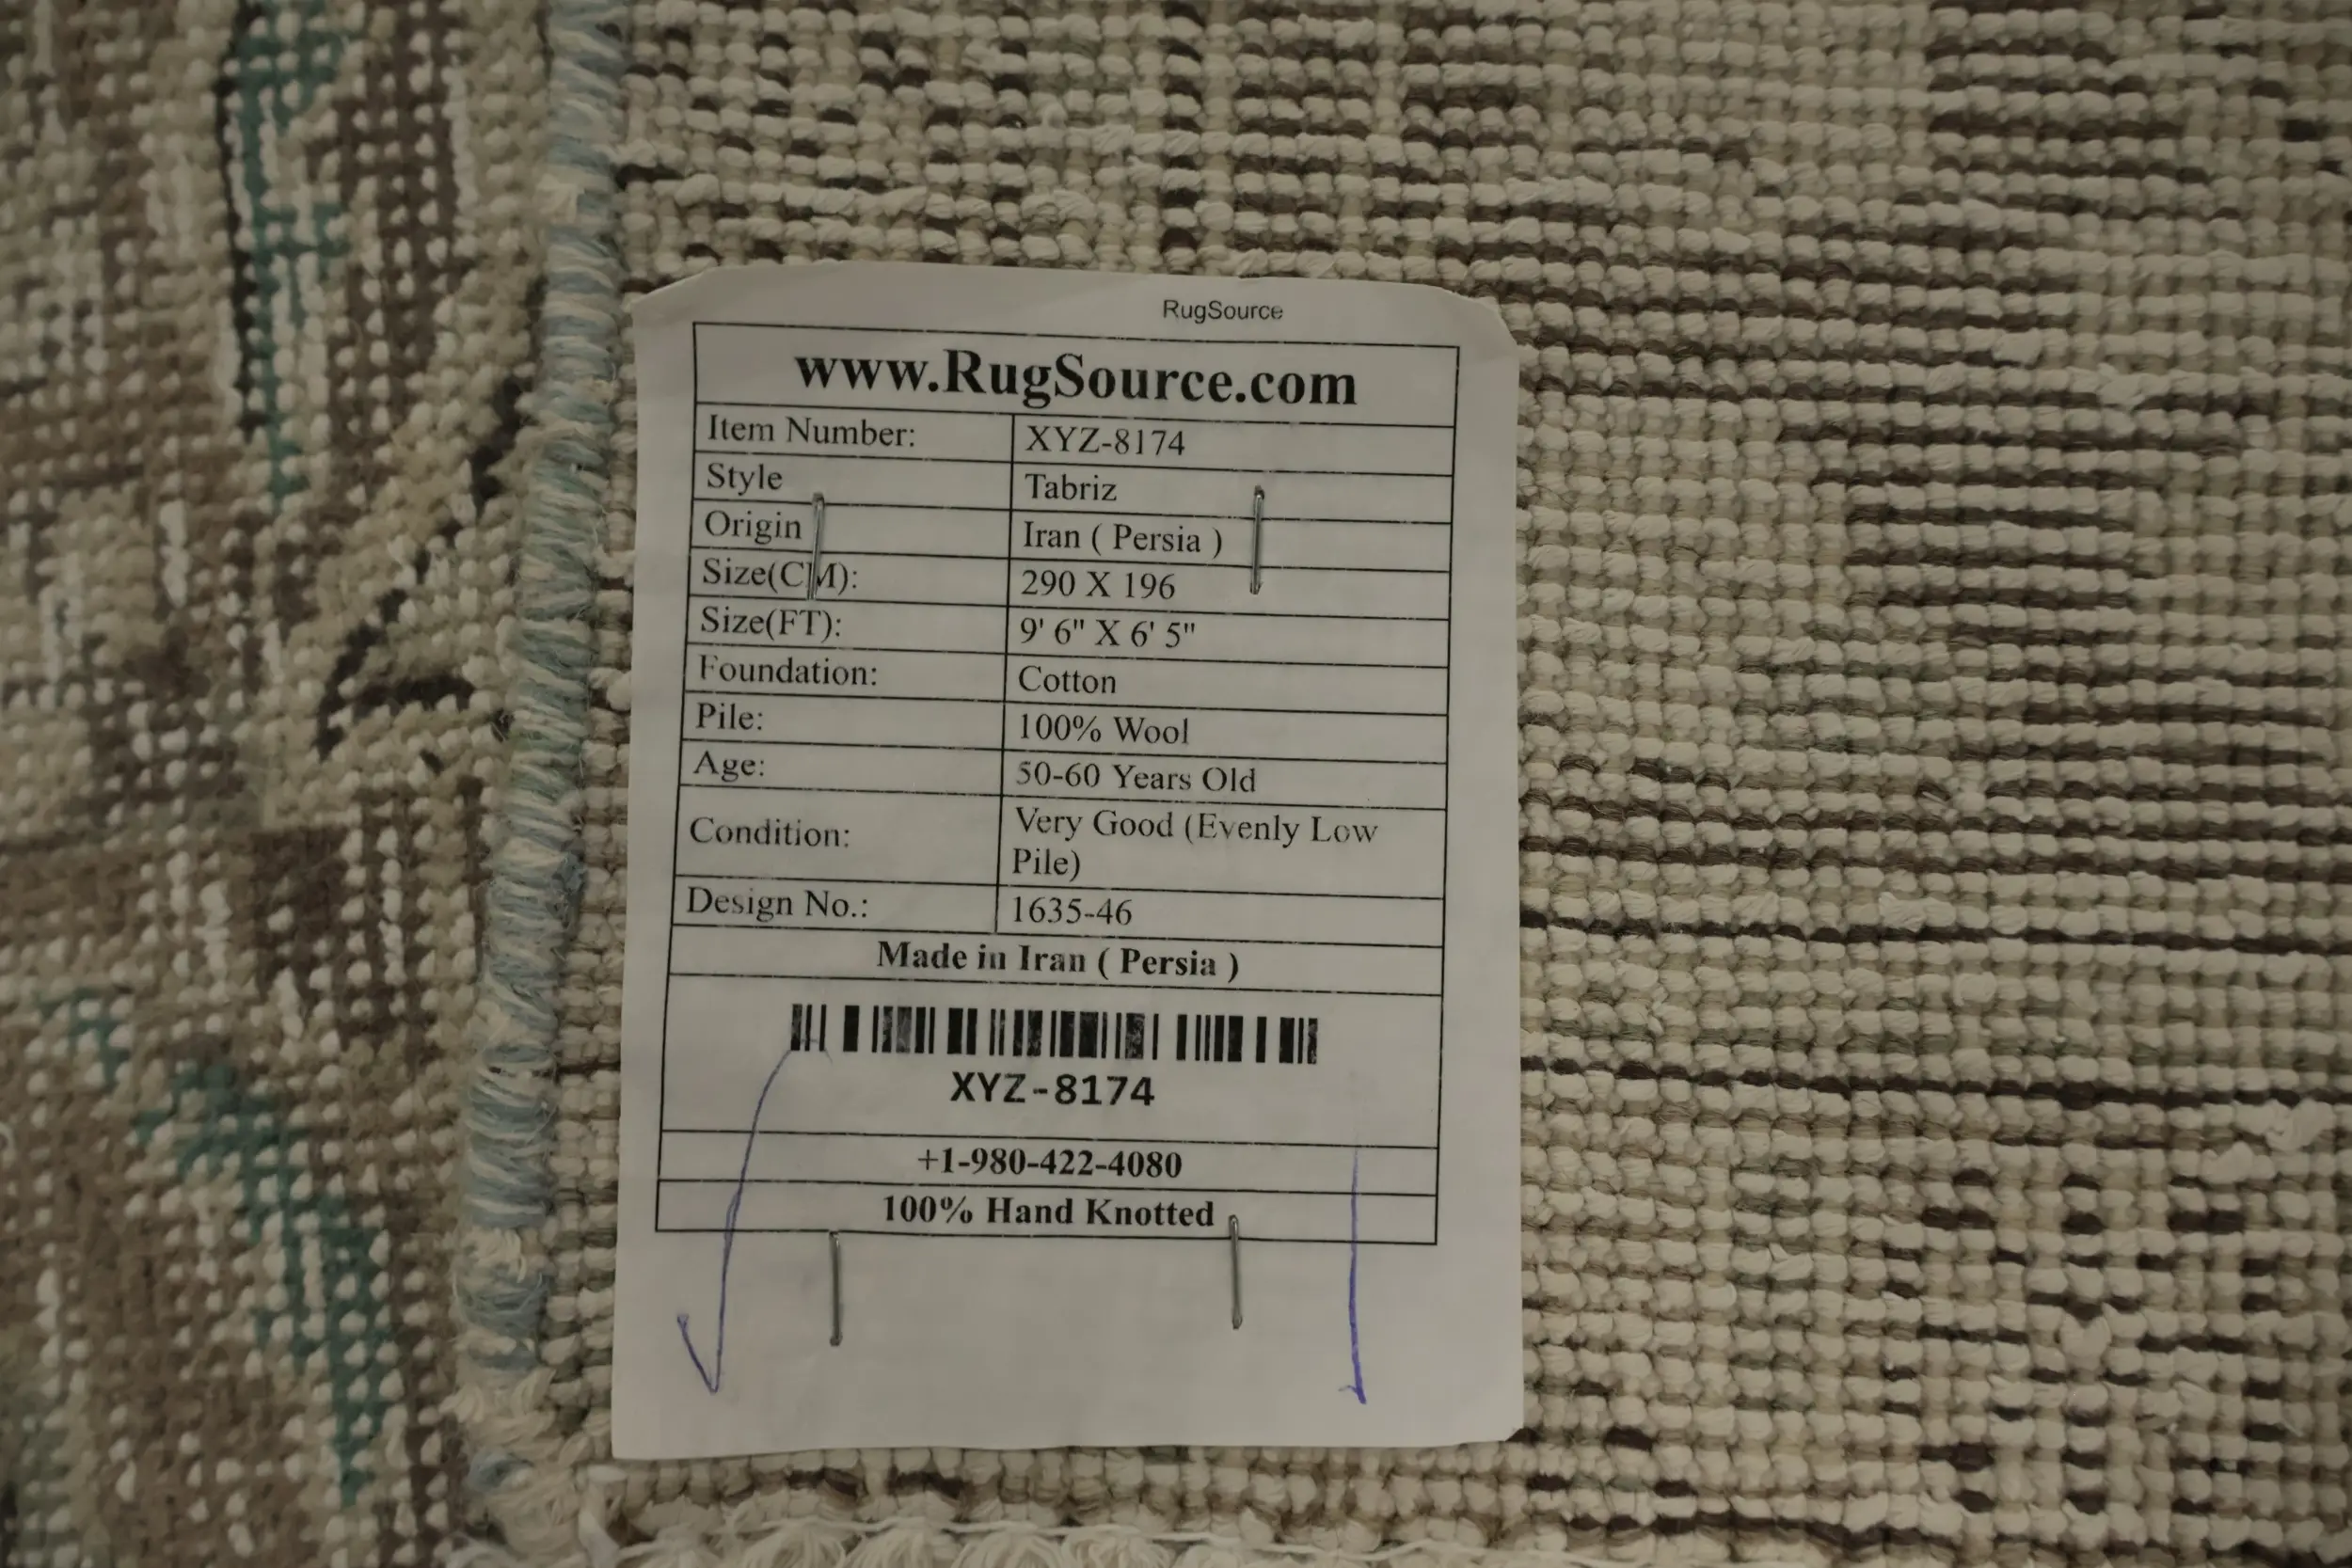 RugSource
www.RugSource.com
Item Number: XYZ-8174
Style Tabriz
Origin Iran ( Persia )
Size(CM): 290 X 196
Size(FT): 9' 6" X 6' 5"
Foundation: Cotton
Pile: 100% Wool
Age: 50-60 Years Old
Condition: Very Good (Evenly Low
Pile)
Design No.: 1635-46
Made in Iran ( Persia )
XYZ-8174
+1-980-422-4080
100% Hand Knotted